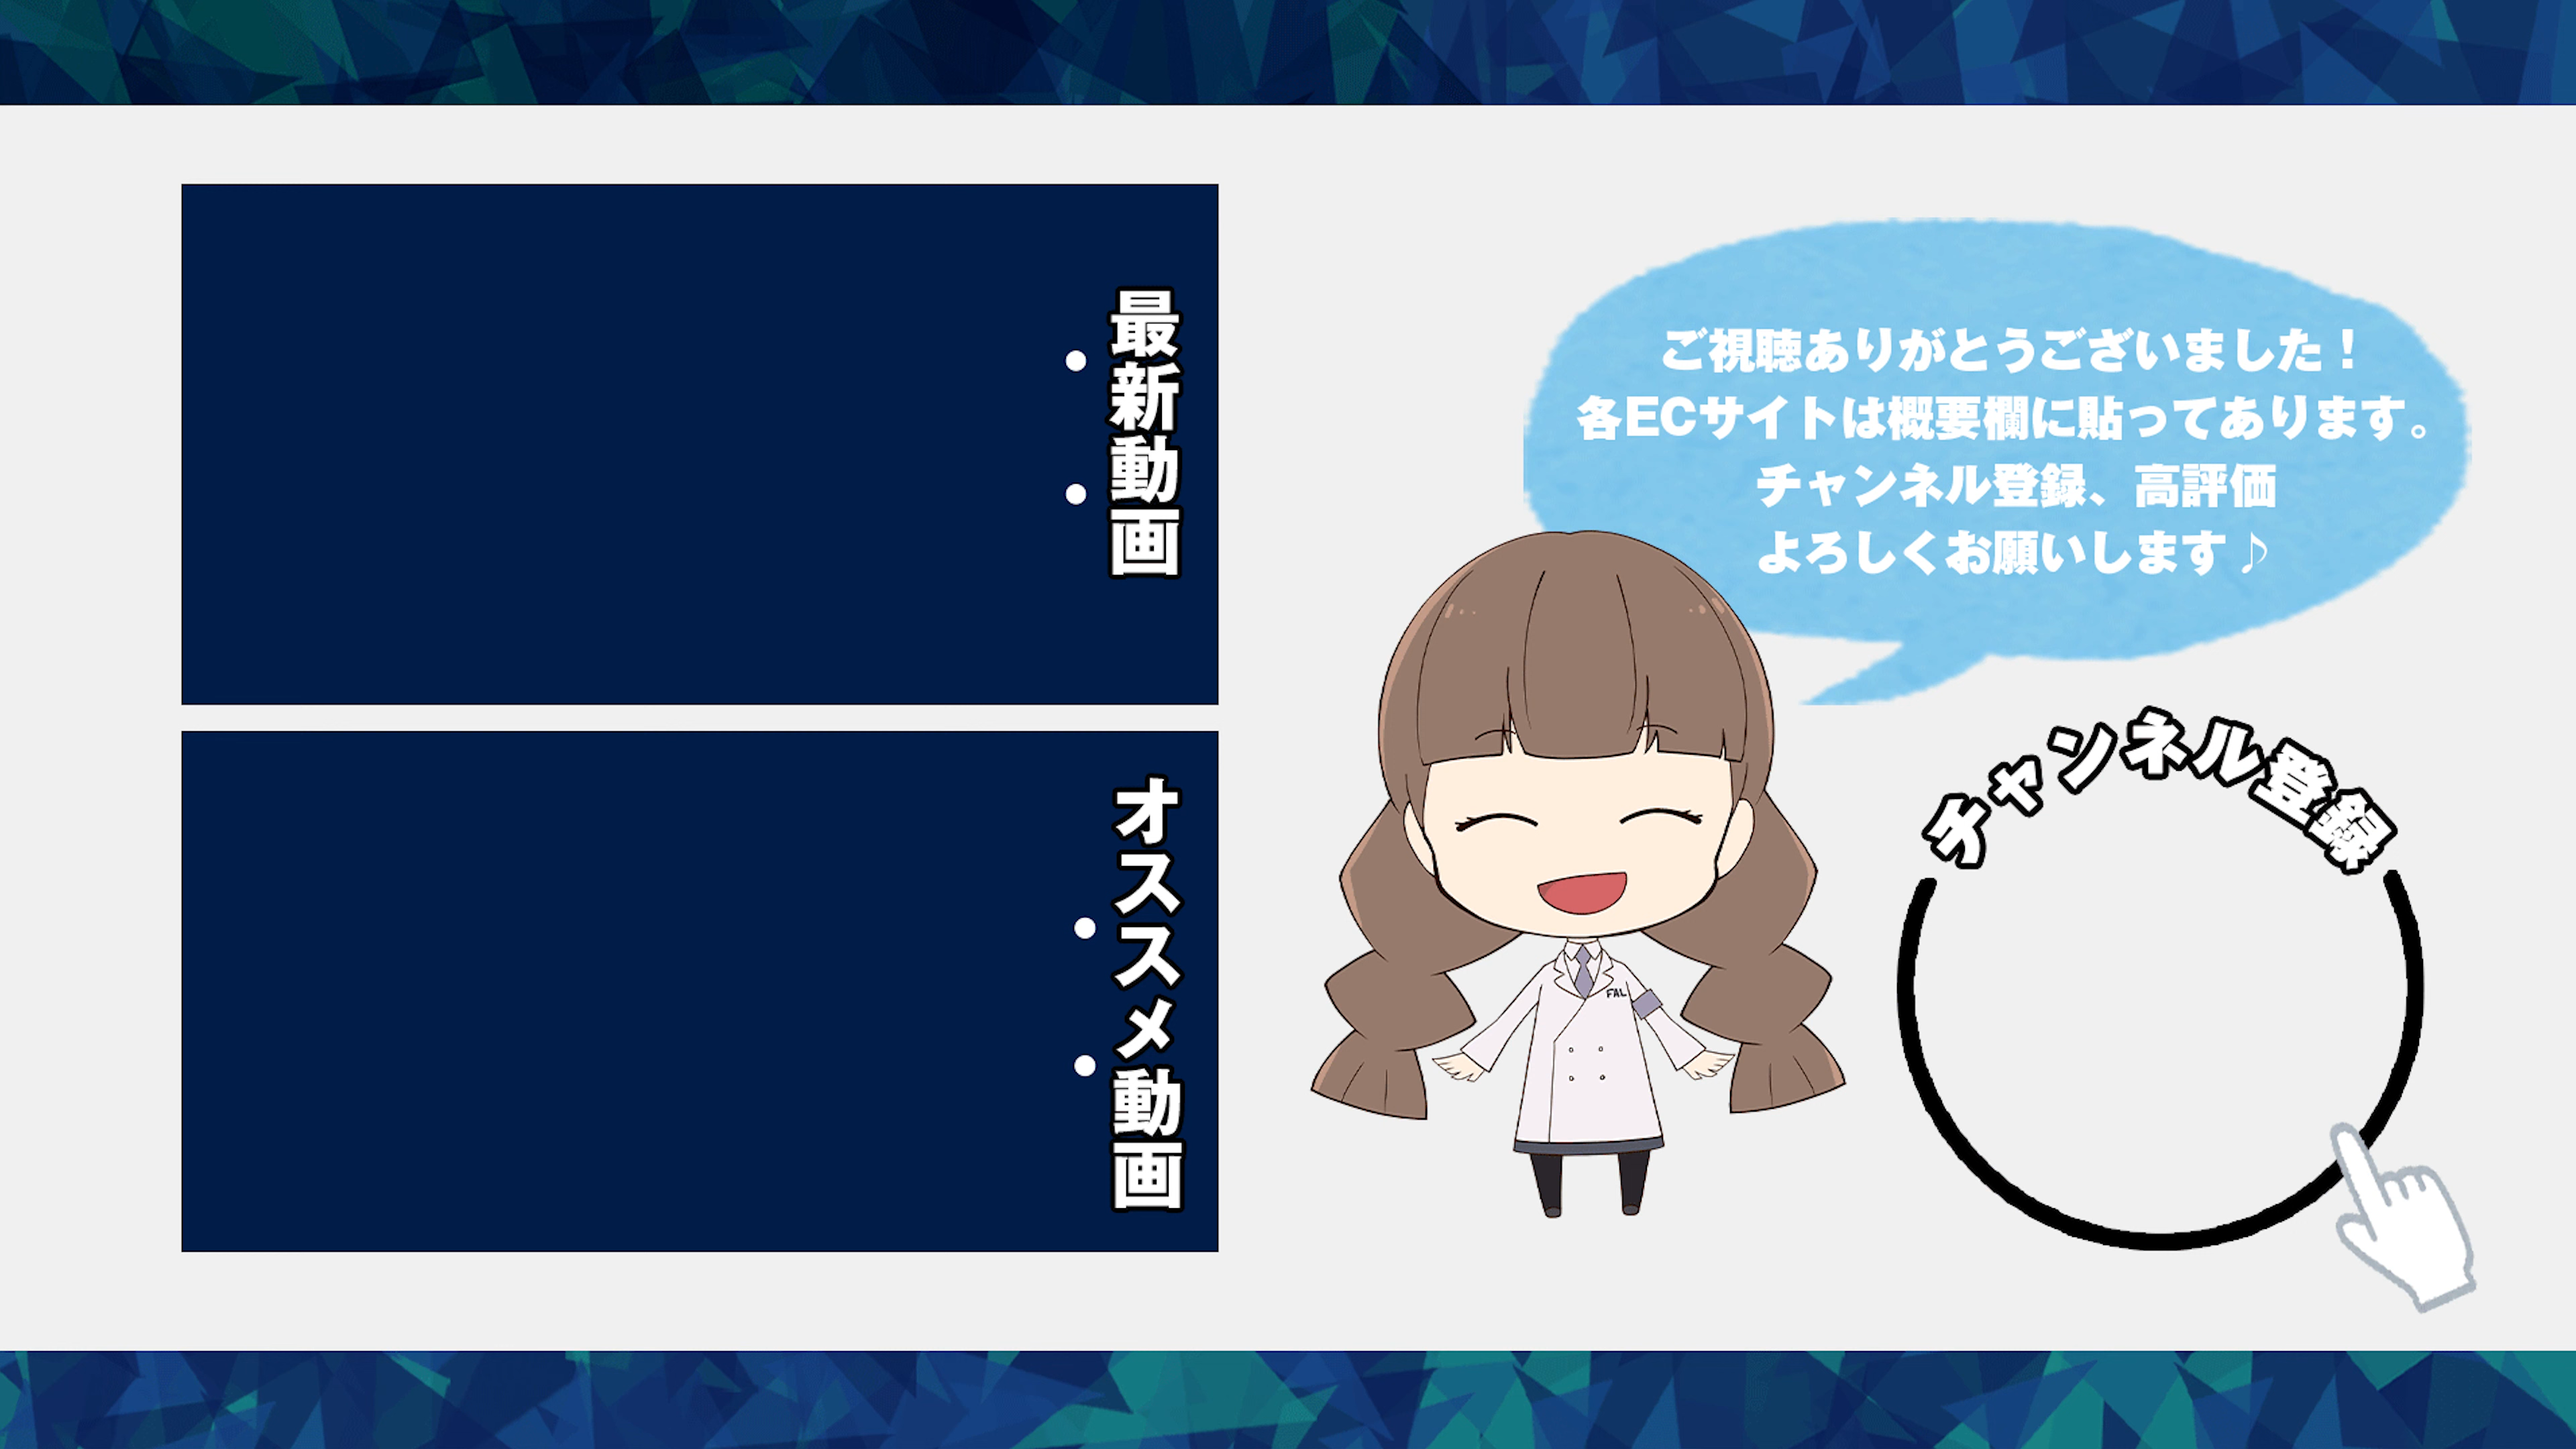 最新動画
オススメ動画
ご視聴ありがとうございました！
各ECサイトは概要欄に貼ってあります。
チャンネル登録、高評価
よろしくお願いします♪
FAL
チャンネル登録